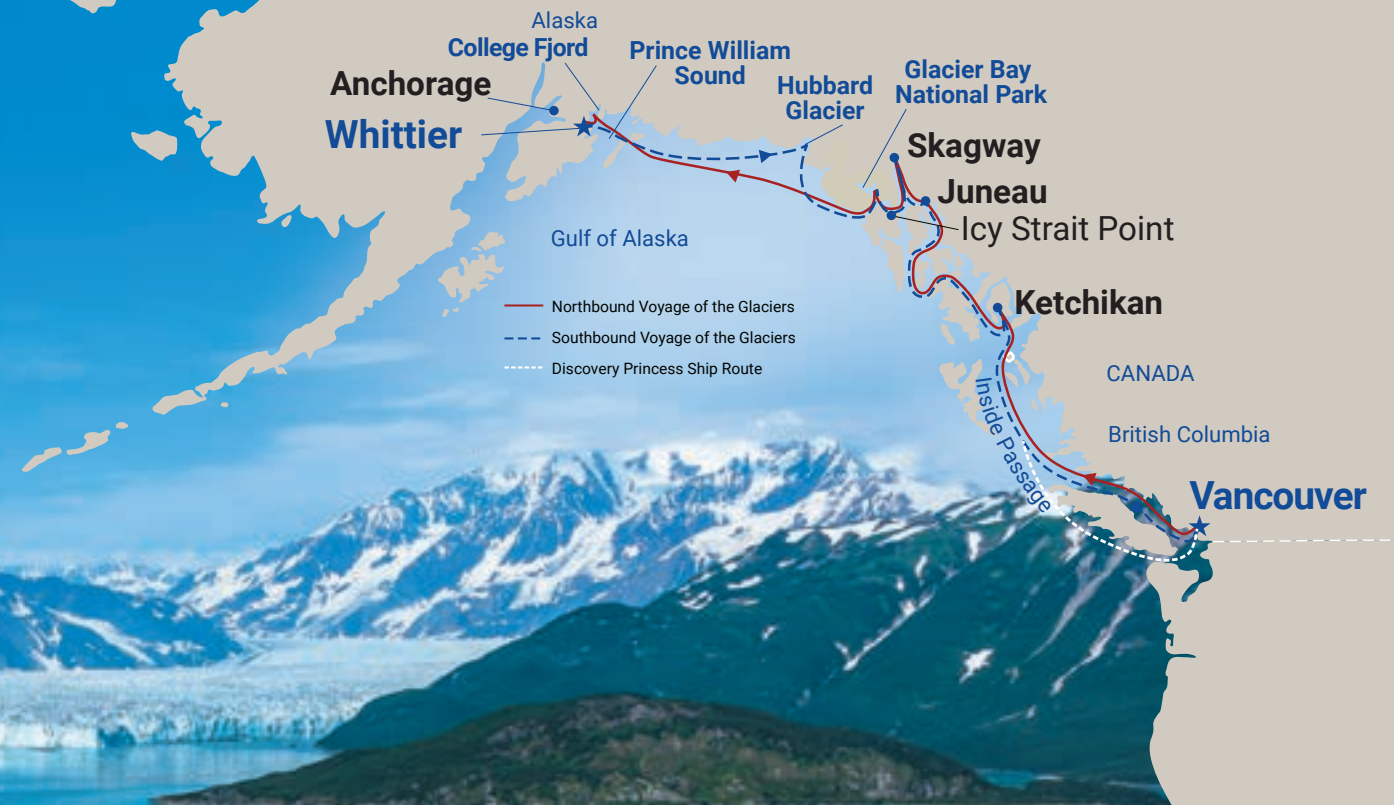 Alaska
College Fjord
Prince William
Sound
Anchorage
Whittier
Hubbard
Glacier
Glacier Bay
National Park
Skagway
Juneau
Icy Strait Point
Gulf of Alaska
Northbound Voyage of the Glaciers
Southbound Voyage of the Glaciers
Discovery Princess Ship Route
Ketchikan
CANADA
British Columbia
Inside Passage
Vancouver